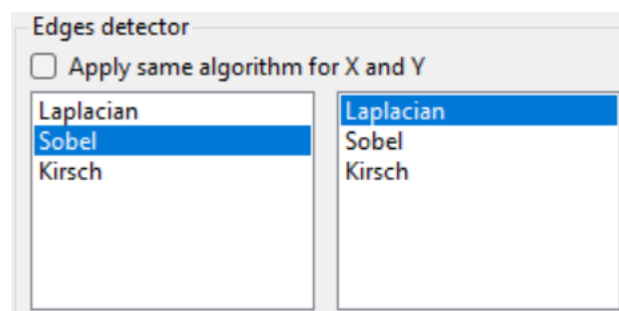 Edges detector
Apply same algorithm for X and Y
Laplacian
Sobel
Kirsch
Laplacian
Sobel
Kirsch